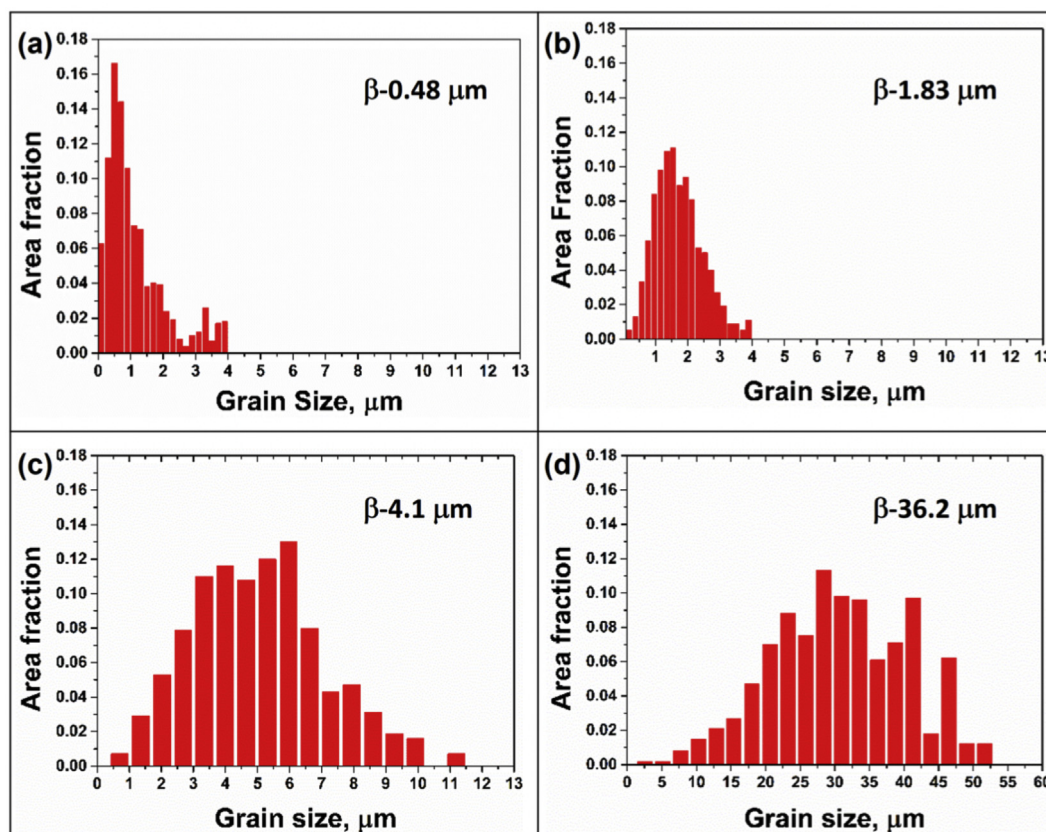 (a)
β-0.48 μm
0.18
0.16
0.14
0.12
0.10
0.08
0.06
0.04
0.02
0.00
Area fraction
0 1 2 3 4 5 6 7 8 9 10 11 12 13
Grain Size, μm
(b)
β-1.83 μm
0.18
0.16
0.14
0.12
0.10
0.08
0.06
0.04
0.02
0.00
Area Fraction
1 2 3 4 5 6 7 8 9 10 11 12 13
Grain size, μm
(c)
β-4.1 μm
0.18
0.16
0.14
0.12
0.10
0.08
0.06
0.04
0.02
0.00
Area fraction
0 1 2 3 4 5 6 7 8 9 10 11 12 13
Grain size, μm
(d)
β-36.2 μm
0.18
0.16
0.14
0.12
0.10
0.08
0.06
0.04
0.02
0.00
Area fraction
0 5 10 15 20 25 30 35 40 45 50 55 60
Grain size, μm